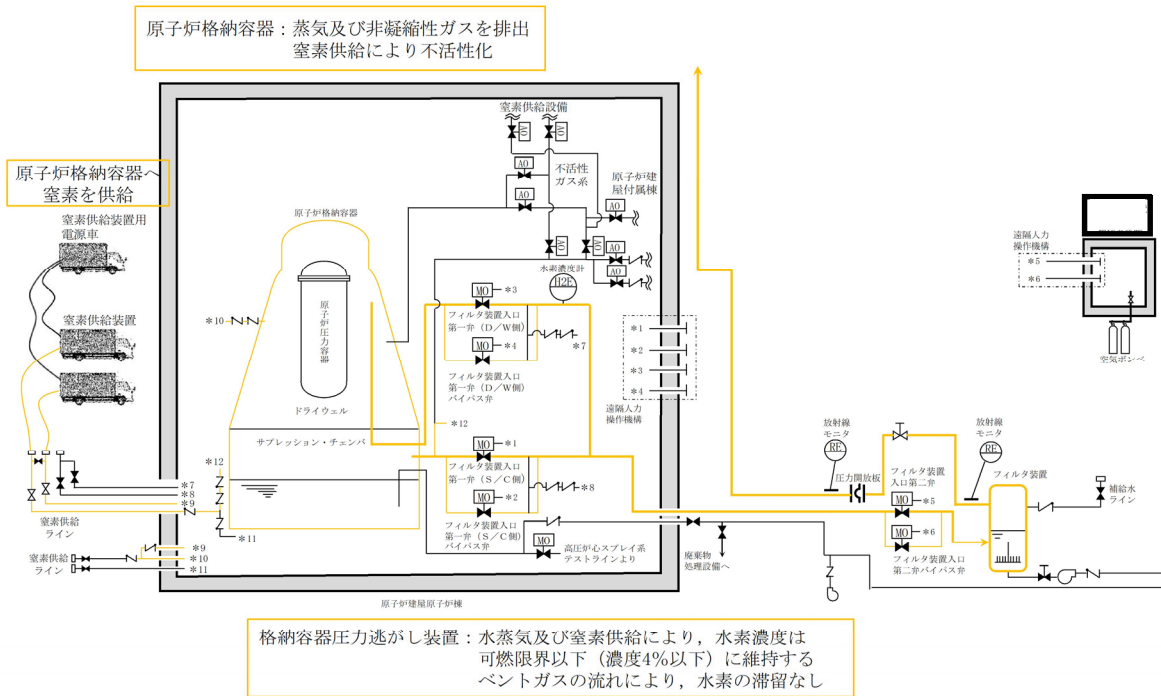 原子炉格納容器：蒸気及び非凝縮性ガスを排出
窒素供給により不活性化
原子炉格納容器へ
窒素を供給
窒素供給装置用
電源車
窒素供給装置
窒素供給設備
AO
AO
AO
AO
不活性
ガス系
原子炉建
屋付属棟
AO
AO
AO
AO
AO
原子炉格納容器
原子炉圧力容器
ドライウェル
サプレッション・チェンバ
水素濃度計
H2E
MO
*3
フィルタ装置入口
第一弁（D／W側）
MO
*4
フィルタ装置入口
第一弁（D／W側）
バイパス弁
*7
*10
*12
MO
*1
フィルタ装置入口
第一弁（S／C側）
MO
*2
フィルタ装置入口
第一弁（S／C側）
バイパス弁
*8
MO
高圧炉心スプレイ系
テストラインより
*1
*2
*3
*4
遠隔人力
操作機構
遠隔人力
操作機構
*5
*6
空気ボンベ
*12
*7
*8
*9
*11
窒素供給
ライン
*9
*10
*11
窒素供給
ライン
廃棄物
処理設備へ
放射線
モニタ
RE
圧力開放板
フィルタ装置
入口第二弁
MO
*5
MO
*6
フィルタ装置入口
第二弁バイパス弁
放射線
モニタ
RE
フィルタ装置
補給水
ライン
原子炉建屋原子炉棟
格納容器圧力逃がし装置：水蒸気及び窒素供給により，水素濃度は
可燃限界以下（濃度4%以下）に維持する
ベントガスの流れにより，水素の滞留なし